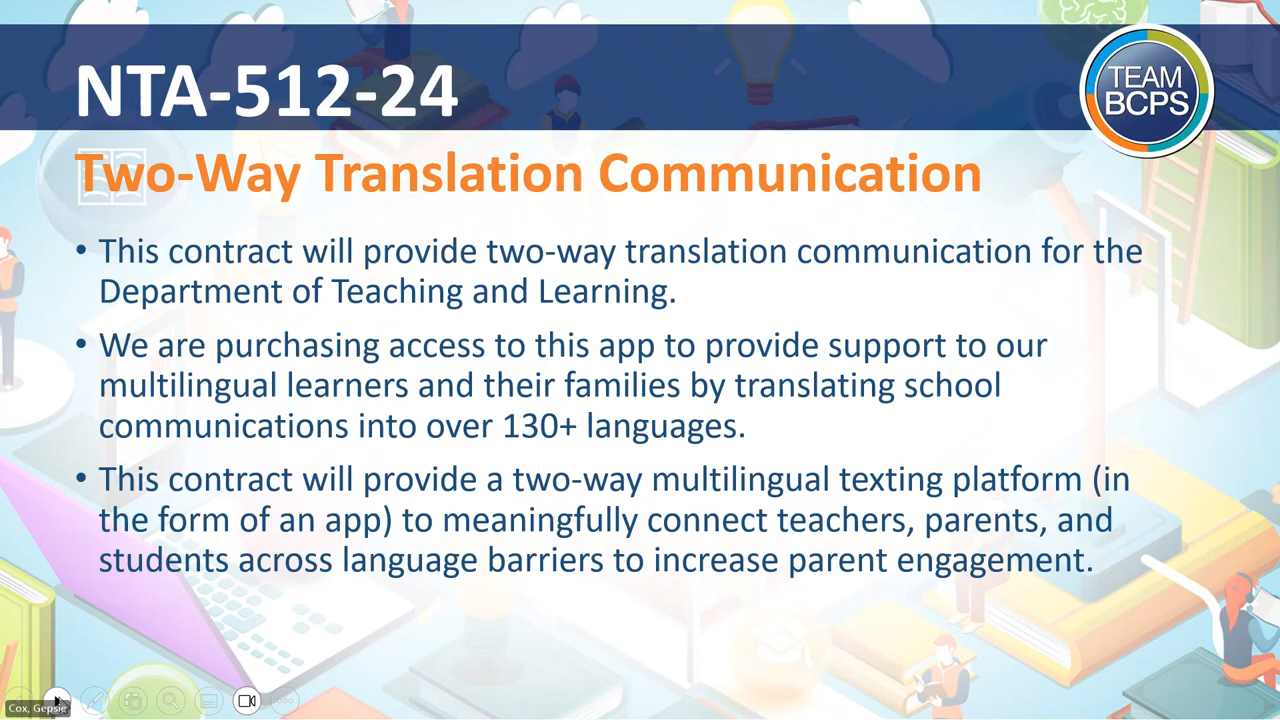 NTA-512-24
TEAM
BCPS
Two-Way Translation Communication
• This contract will provide two-way translation communication for the
Department of Teaching and Learning.
• We are purchasing access to this app to provide support to our
multilingual learners and their families by translating school
communications into over 130+ languages.
• This contract will provide a two-way multilingual texting platform (in
the form of an app) to meaningfully connect teachers, parents, and
students across language barriers to increase parent engagement.
Cox, Gepsie